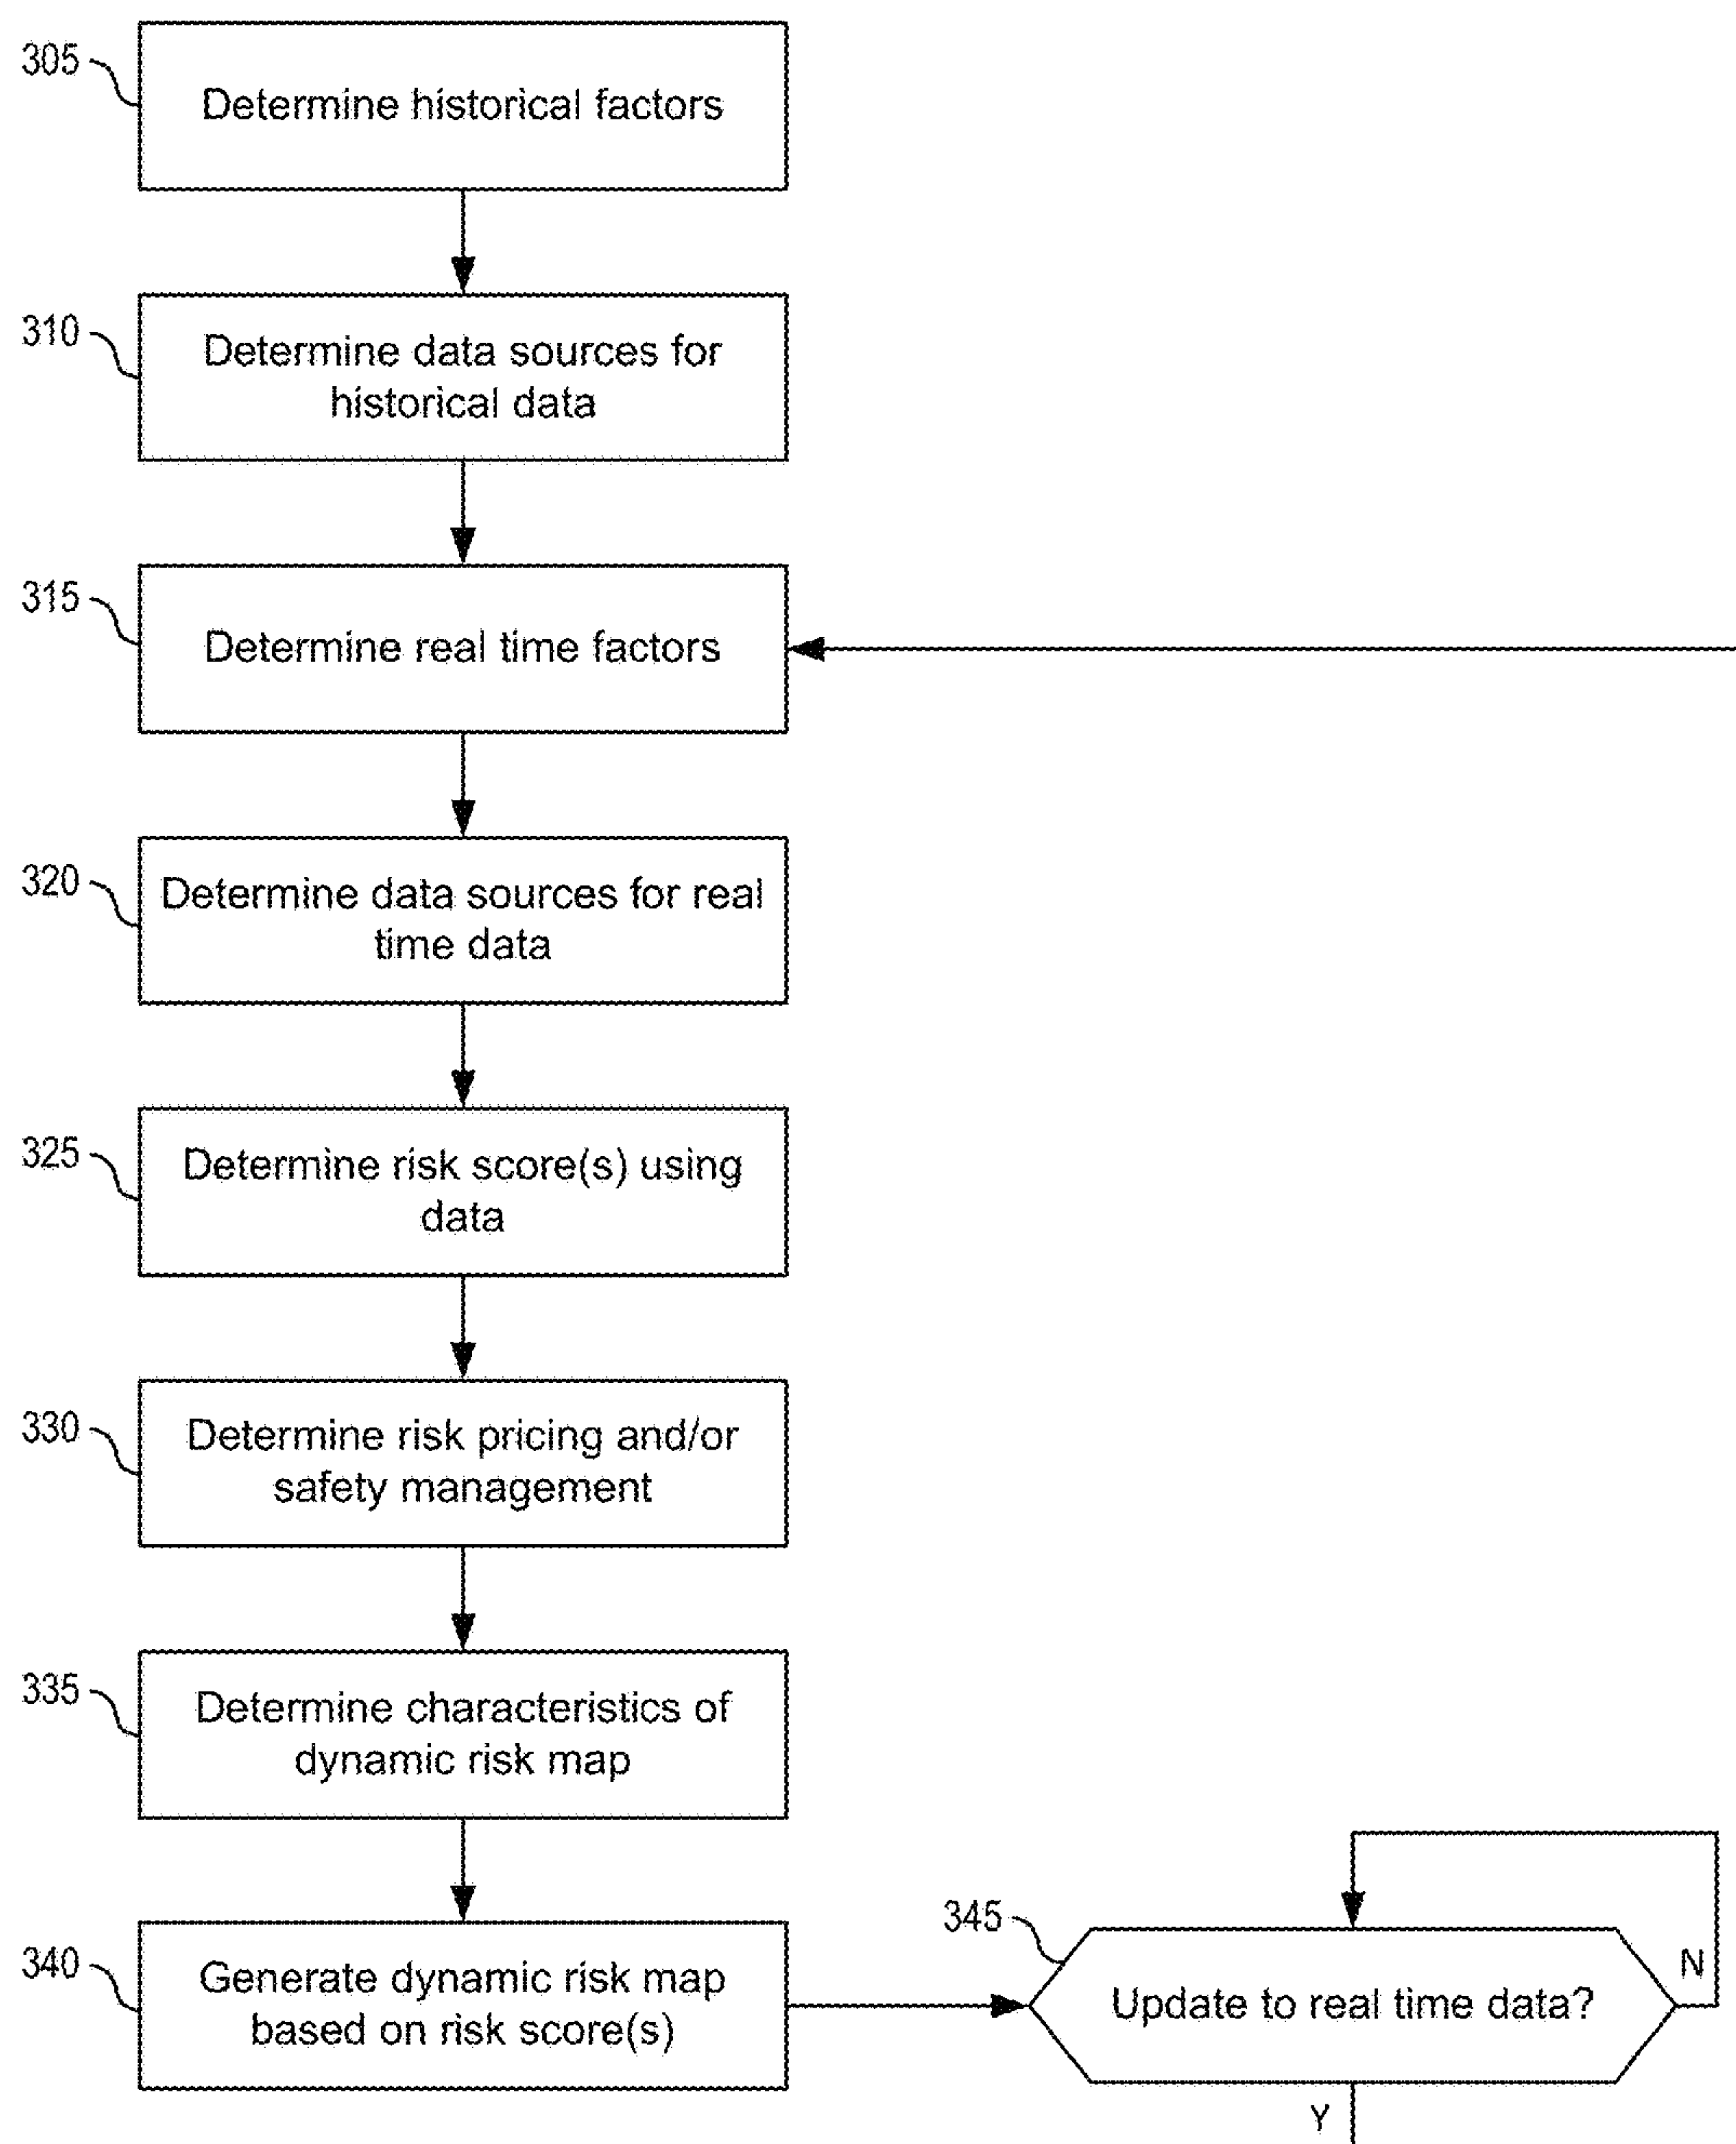 305
Determine historical factors
310
Determine data sources for
historical data
315
Determine real time factors
320
Determine data sources for real
time data
325
Determine risk score(s) using
data
330
Determine risk pricing and/or
safety management
335
Determine characteristics of
dynamic risk map
340
Generate dynamic risk map
based on risk score(s)
345
Update to real time data?
N
Y